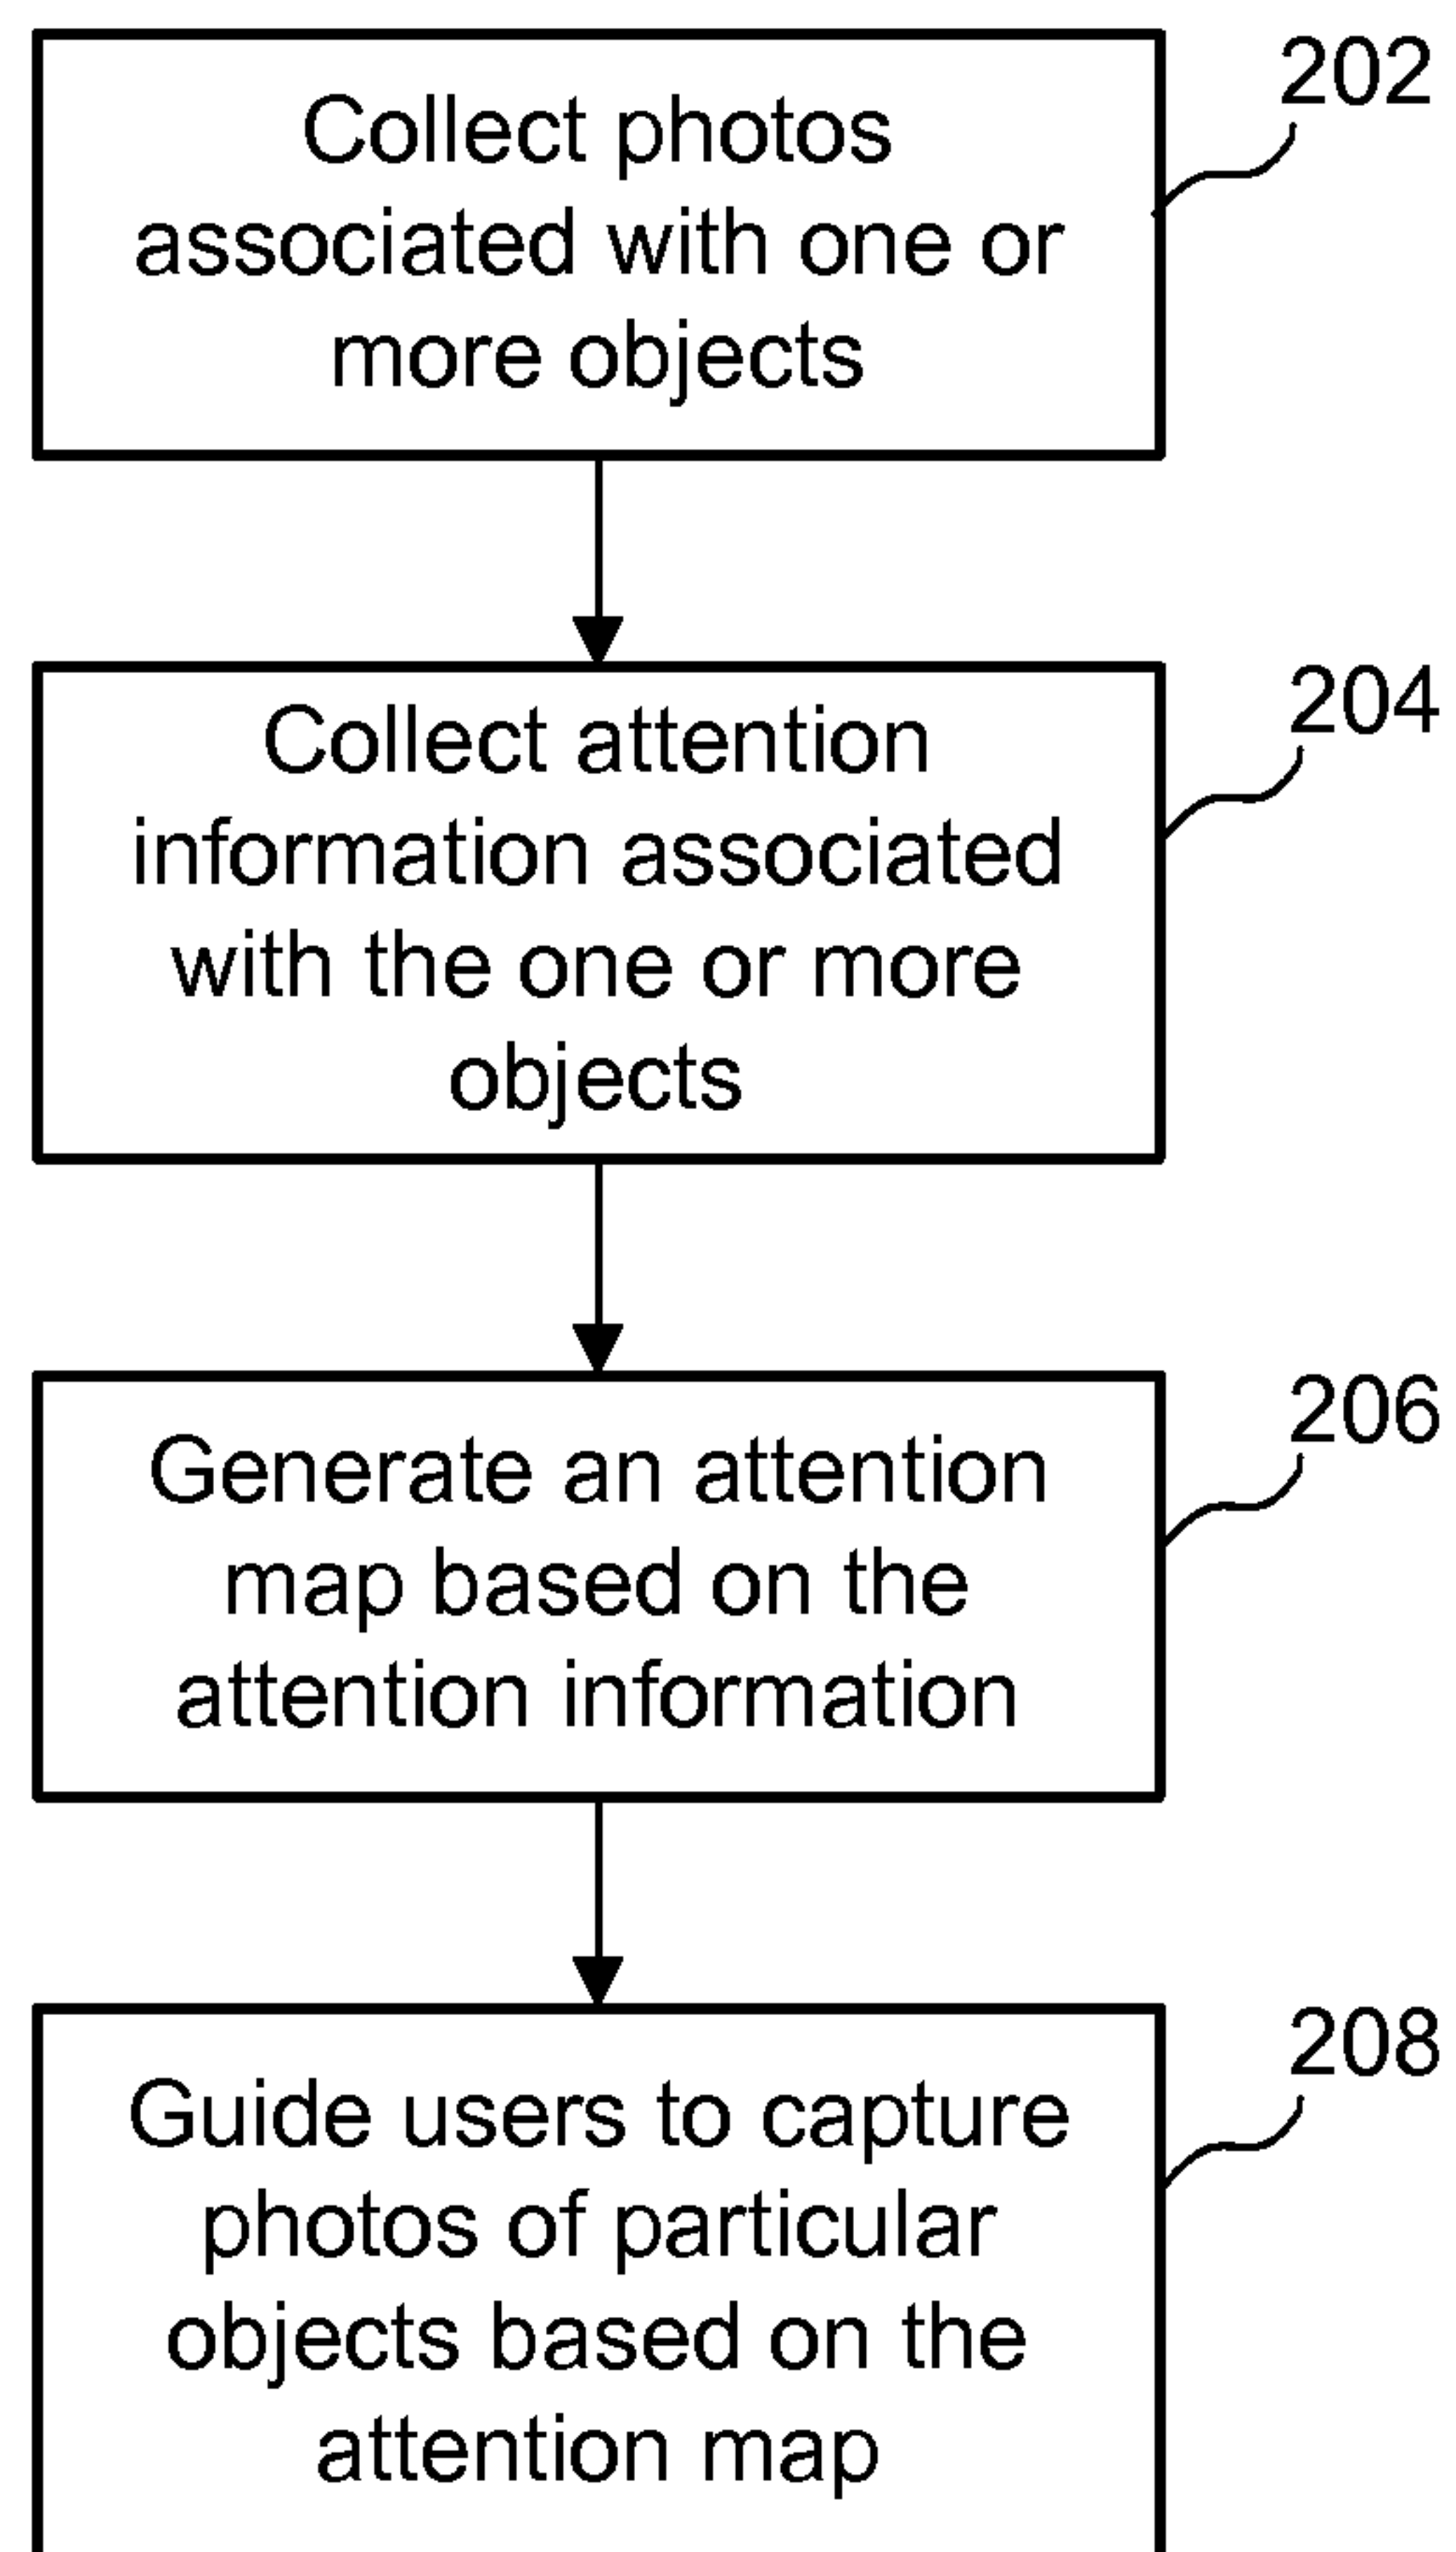 Collect photos
associated with one or
more objects
202
Collect attention
information associated
with the one or more
objects
204
Generate an attention
map based on the
attention information
206
Guide users to capture
photos of particular
objects based on the
attention map
208